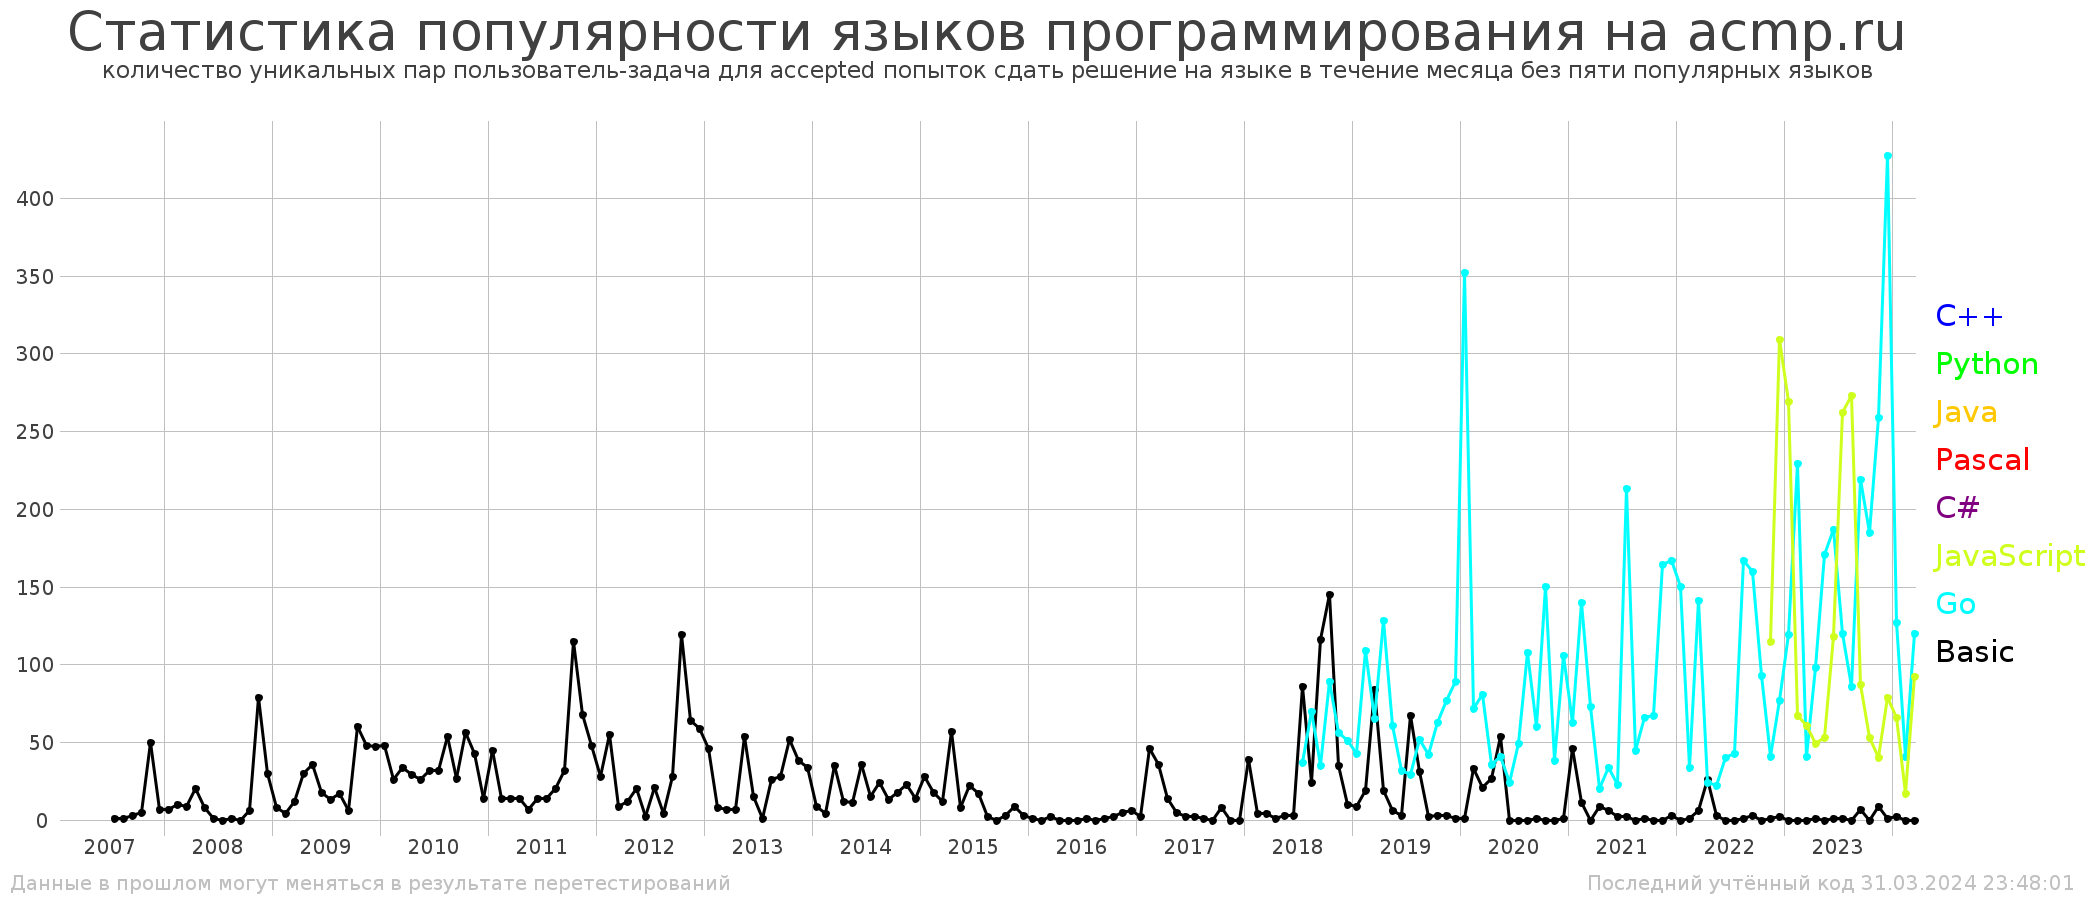 Статистика популярности языков программирования на acmp.ru
количество уникальных пар пользователь-задача для accepted попыток сдать решение на языке в течение месяца без пяти популярных языков
400
350
300
250
200
150
100
50
0
C++
Python
Java
Pascal
C#
JavaScript
Go
Basic
2007 2008 2009 2010 2011 2012 2013 2014 2015 2016 2017 2018 2019 2020 2021 2022 2023
Данные в прошлом могут меняться в результате перетестирований
Последний учтённый код 31.03.2024 23:48:01